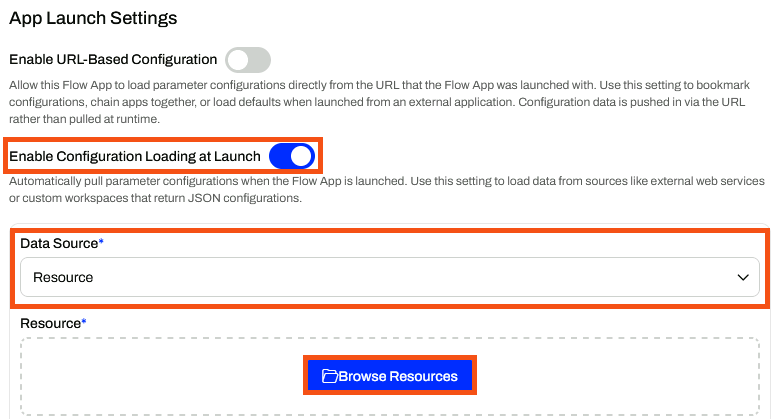 App Launch Settings
Enable URL-Based Configuration
Allow this Flow App to load parameter configurations directly from the URL that the Flow App was launched with. Use this setting to bookmark
configurations, chain apps together, or load defaults when launched from an external application. Configuration data is pushed in via the URL
rather than pulled at runtime.
Enable Configuration Loading at Launch
Automatically pull parameter configurations when the Flow App is launched. Use this setting to load data from sources like external web services
or custom workspaces that return JSON configurations.
Data Source*
Resource
Resource*
Browse Resources